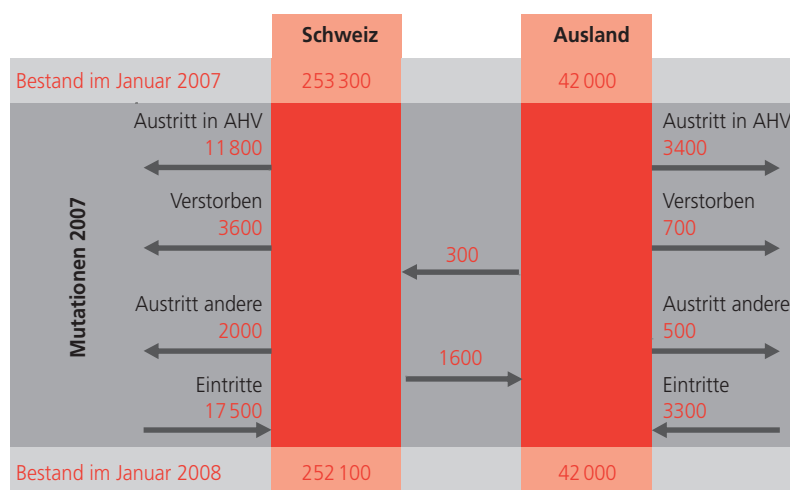 Schweiz Ausland
Bestand im Januar 2007 253 300 42 000
Austritt in AHV Austritt in AHV
11 800 3400
Verstorben Verstorben
3600 700
300
Mutationen 2007
Austritt andere Austritt andere
2000 500
1600
Eintritte Eintritte
17 500 3300
Bestand im Januar 2008 252 100 42 000